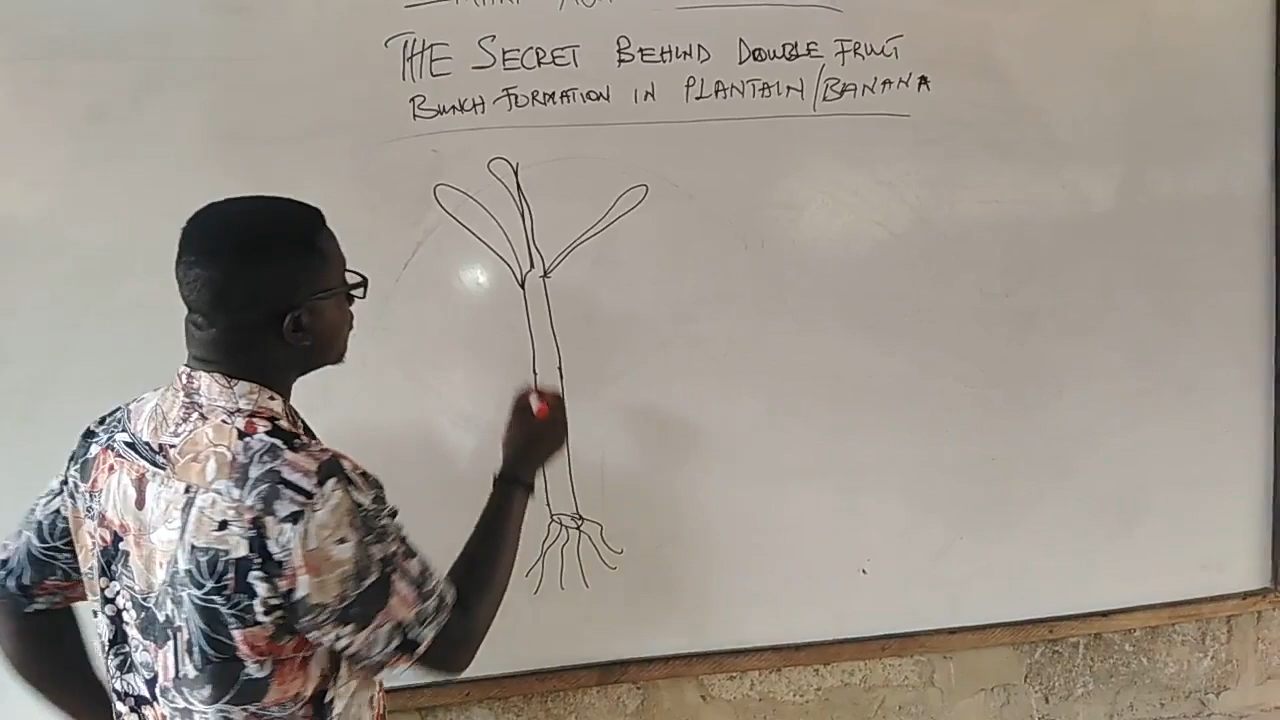 THE SECRET BEHIND DOUBLE FRUIT
BUNCH FORMATION IN PLANTAIN/BANANA